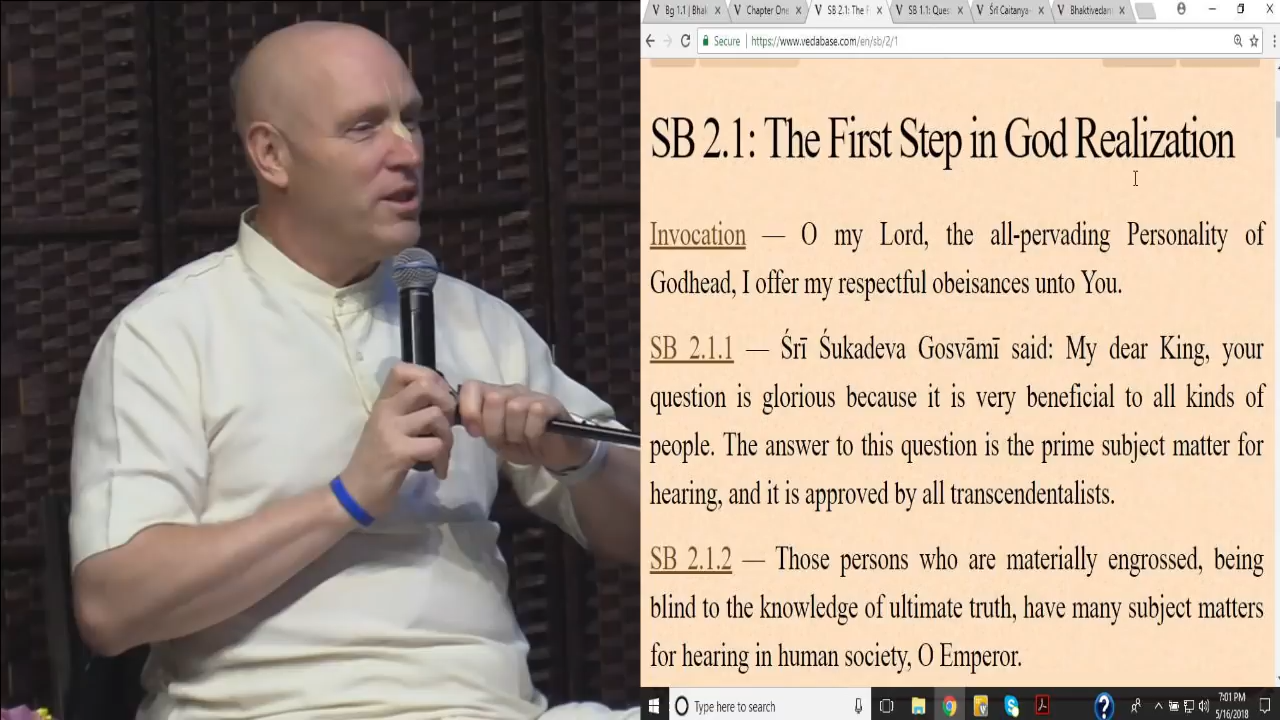 Bg 1.1 | Bhak
Chapter One
SB 2.1: The F
SB 1.1: Ques
Śrī Caitanya-
Bhaktivedan
Secure | https://www.vedabase.com/en/sb/2/1
SB 2.1: The First Step in God Realization
Invocation — O my Lord, the all-pervading Personality of
Godhead, I offer my respectful obeisances unto You.
SB 2.1.1 — Śrī Śukadeva Gosvāmī said: My dear King, your
question is glorious because it is very beneficial to all kinds of
people. The answer to this question is the prime subject matter for
hearing, and it is approved by all transcendentalists.
SB 2.1.2 — Those persons who are materially engrossed, being
blind to the knowledge of ultimate truth, have many subject matters
for hearing in human society, O Emperor.
Type here to search
7:01 PM
5/16/2018